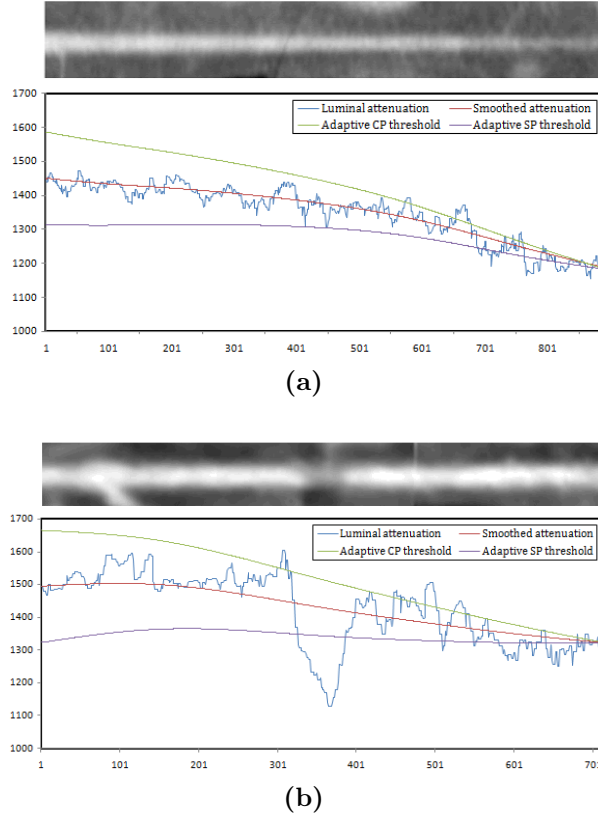 1700
Luminal attenuation Smoothed attenuation
Adaptive CP threshold Adaptive SP threshold
1600
1500
1400
1300
1200
1100
1000
1 101 201 301 401 501 601 701 801
(a)
1700
Luminal attenuation Smoothed attenuation
Adaptive CP threshold Adaptive SP threshold
1600
1500
1400
1300
1200
1100
1000
1 101 201 301 401 501 601 701
(b)